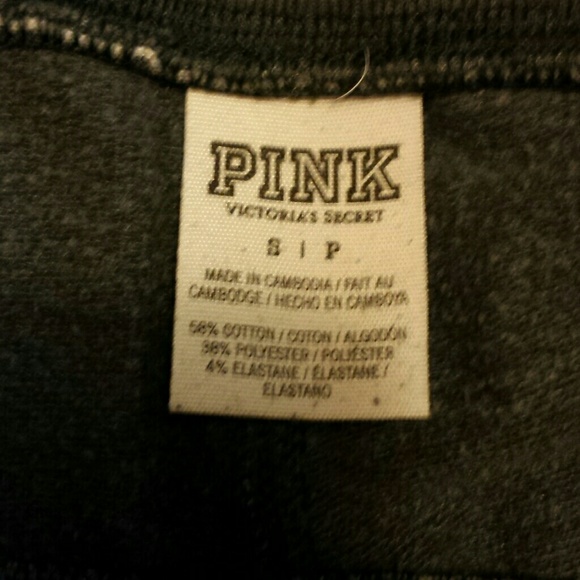 PINK
VICTORIA'S SECRET
S | P
MADE IN CAMBODIA / FAIT AU
CAMBODGE / HECHO EN CAMBOYA
58% COTTON / COTON / ALGODÓN
38% POLYESTER / POLIÉSTER
4% ELASTANE / ÉLASTANE /
ELASTANO